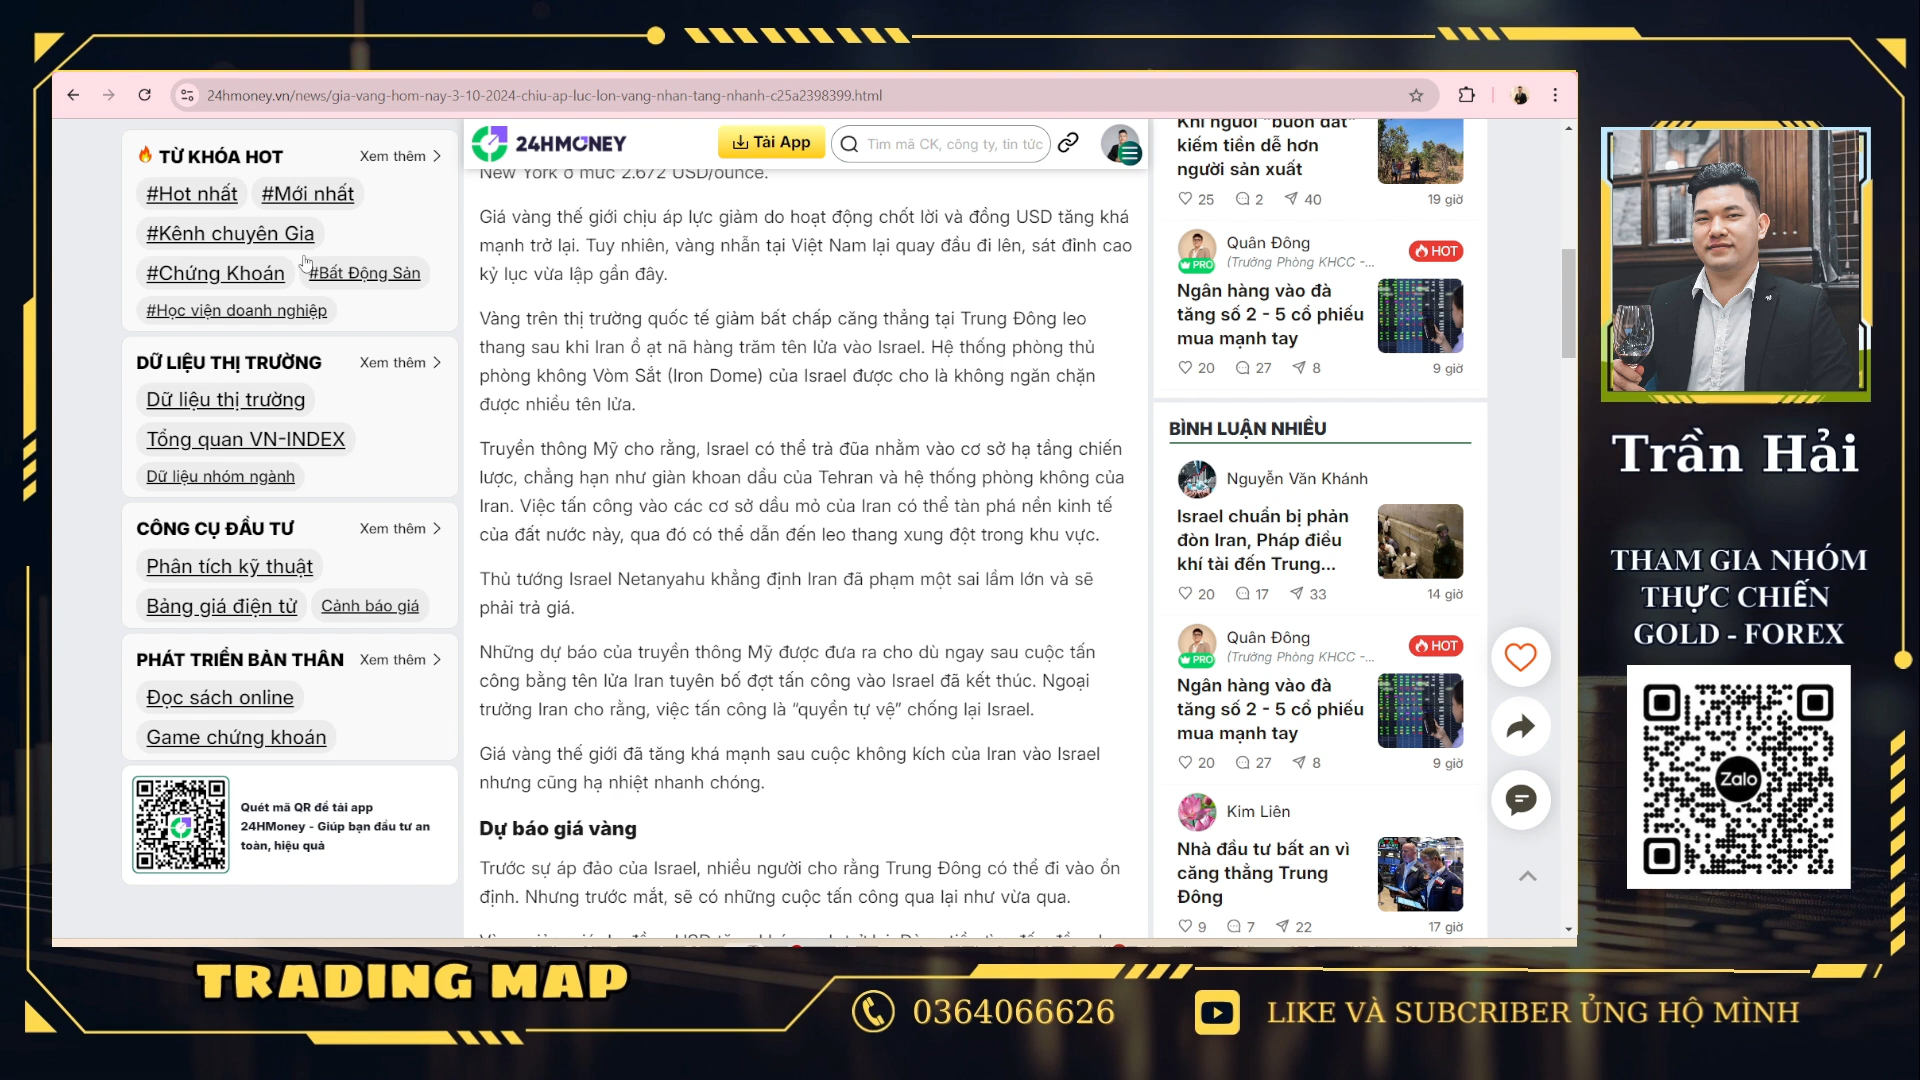 24hmoney.vn/news/gia-vang-hom-nay-3-10-2024-chiu-ap-luc-lon-vang-nhan-tang-nhanh-c25a2398399.html
TỪ KHÓA HOT
Xem thêm
#Hot nhất
#Mới nhất
#Kênh chuyên Gia
#Chứng Khoán
#Bất Động Sản
#Học viện doanh nghiệp
DỮ LIỆU THỊ TRƯỜNG
Xem thêm
Dữ liệu thị trường
Tổng quan VN-INDEX
Dữ liệu nhóm ngành
CÔNG CỤ ĐẦU TƯ
Xem thêm
Phân tích kỹ thuật
Bảng giá điện tử
Cảnh báo giá
PHÁT TRIỂN BẢN THÂN
Xem thêm
Đọc sách online
Game chứng khoán
Quét mã QR để tải app
24HMoney - Giúp bạn đầu tư an
toàn, hiệu quả
24HMONEY
Tải App
Tìm mã CK, công ty, tin tức
New York ở mức 2.672 USD/ounce.
Giá vàng thế giới chịu áp lực giảm do hoạt động chốt lời và đồng USD tăng khá
mạnh trở lại. Tuy nhiên, vàng nhẫn tại Việt Nam lại quay đầu đi lên, sát đỉnh cao
kỷ lục vừa lập gần đây.
Vàng trên thị trường quốc tế giảm bất chấp căng thẳng tại Trung Đông leo
thang sau khi Iran ồ ạt nã hàng trăm tên lửa vào Israel. Hệ thống phòng thủ
phòng không Vòm Sắt (Iron Dome) của Israel được cho là không ngăn chặn
được nhiều tên lửa.
Truyền thông Mỹ cho rằng, Israel có thể trả đũa nhằm vào cơ sở hạ tầng chiến
lược, chẳng hạn như giàn khoan dầu của Tehran và hệ thống phòng không của
Iran. Việc tấn công vào các cơ sở dầu mỏ của Iran có thể tàn phá nền kinh tế
của đất nước này, qua đó có thể dẫn đến leo thang xung đột trong khu vực.
Thủ tướng Israel Netanyahu khẳng định Iran đã phạm một sai lầm lớn và sẽ
phải trả giá.
Những dự báo của truyền thông Mỹ được đưa ra cho dù ngay sau cuộc tấn
công bằng tên lửa Iran tuyên bố đợt tấn công vào Israel đã kết thúc. Ngoại
trưởng Iran cho rằng, việc tấn công là “quyền tự vệ” chống lại Israel.
Giá vàng thế giới đã tăng khá mạnh sau cuộc không kích của Iran vào Israel
nhưng cũng hạ nhiệt nhanh chóng.
Dự báo giá vàng
Trước sự áp đảo của Israel, nhiều người cho rằng Trung Đông có thể đi vào ổn
định. Nhưng trước mắt, sẽ có những cuộc tấn công qua lại như vừa qua.
Khi người "buôn đất"
kiếm tiền dễ hơn
người sản xuất
25 2 40 19 giờ
Quân Đông
HOT
PRO
(Trưởng Phòng KHCC -...
Ngân hàng vào đà
tăng số 2 - 5 cổ phiếu
mua mạnh tay
20 27 8 9 giờ
BÌNH LUẬN NHIỀU
Nguyễn Văn Khánh
Israel chuẩn bị phản
đòn Iran, Pháp điều
khí tài đến Trung...
20 17 33 14 giờ
Quân Đông
HOT
PRO
(Trưởng Phòng KHCC -...
Ngân hàng vào đà
tăng số 2 - 5 cổ phiếu
mua mạnh tay
20 27 8 9 giờ
Kim Liên
Nhà đầu tư bất an vì
căng thẳng Trung
Đông
9 7 22 17 giờ
Trần Hải
THAM GIA NHÓM
THỰC CHIẾN
GOLD - FOREX
Zalo
TRADING MAP
0364066626
LIKE VÀ SUBCRIBER ỦNG HỘ MÌNH